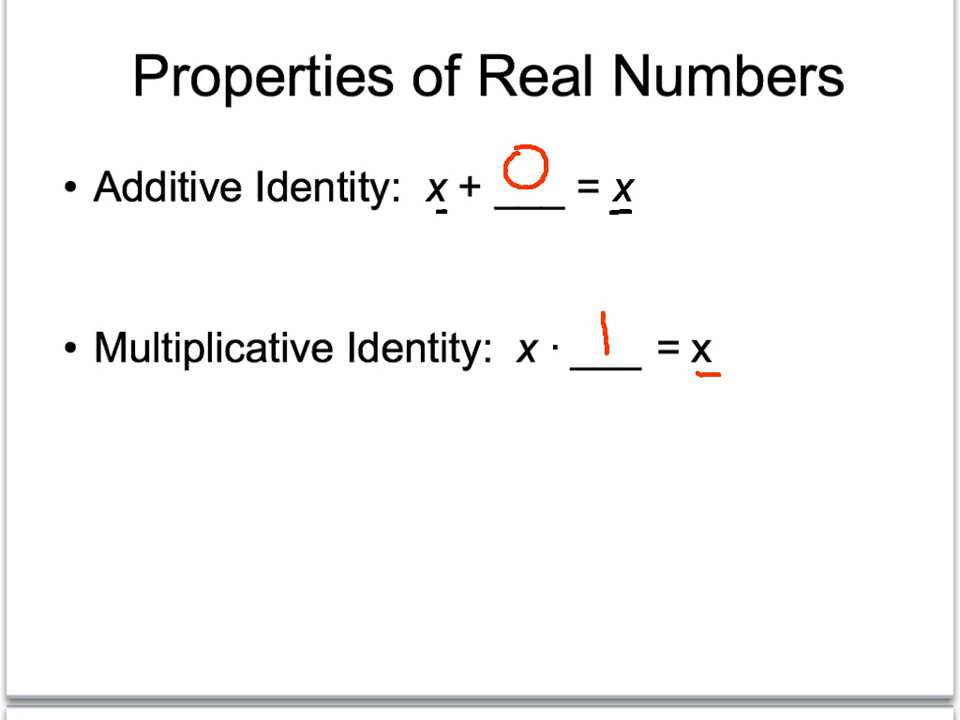 Properties of Real Numbers
• Additive Identity: x + 0 = x
• Multiplicative Identity: x · 1 = x